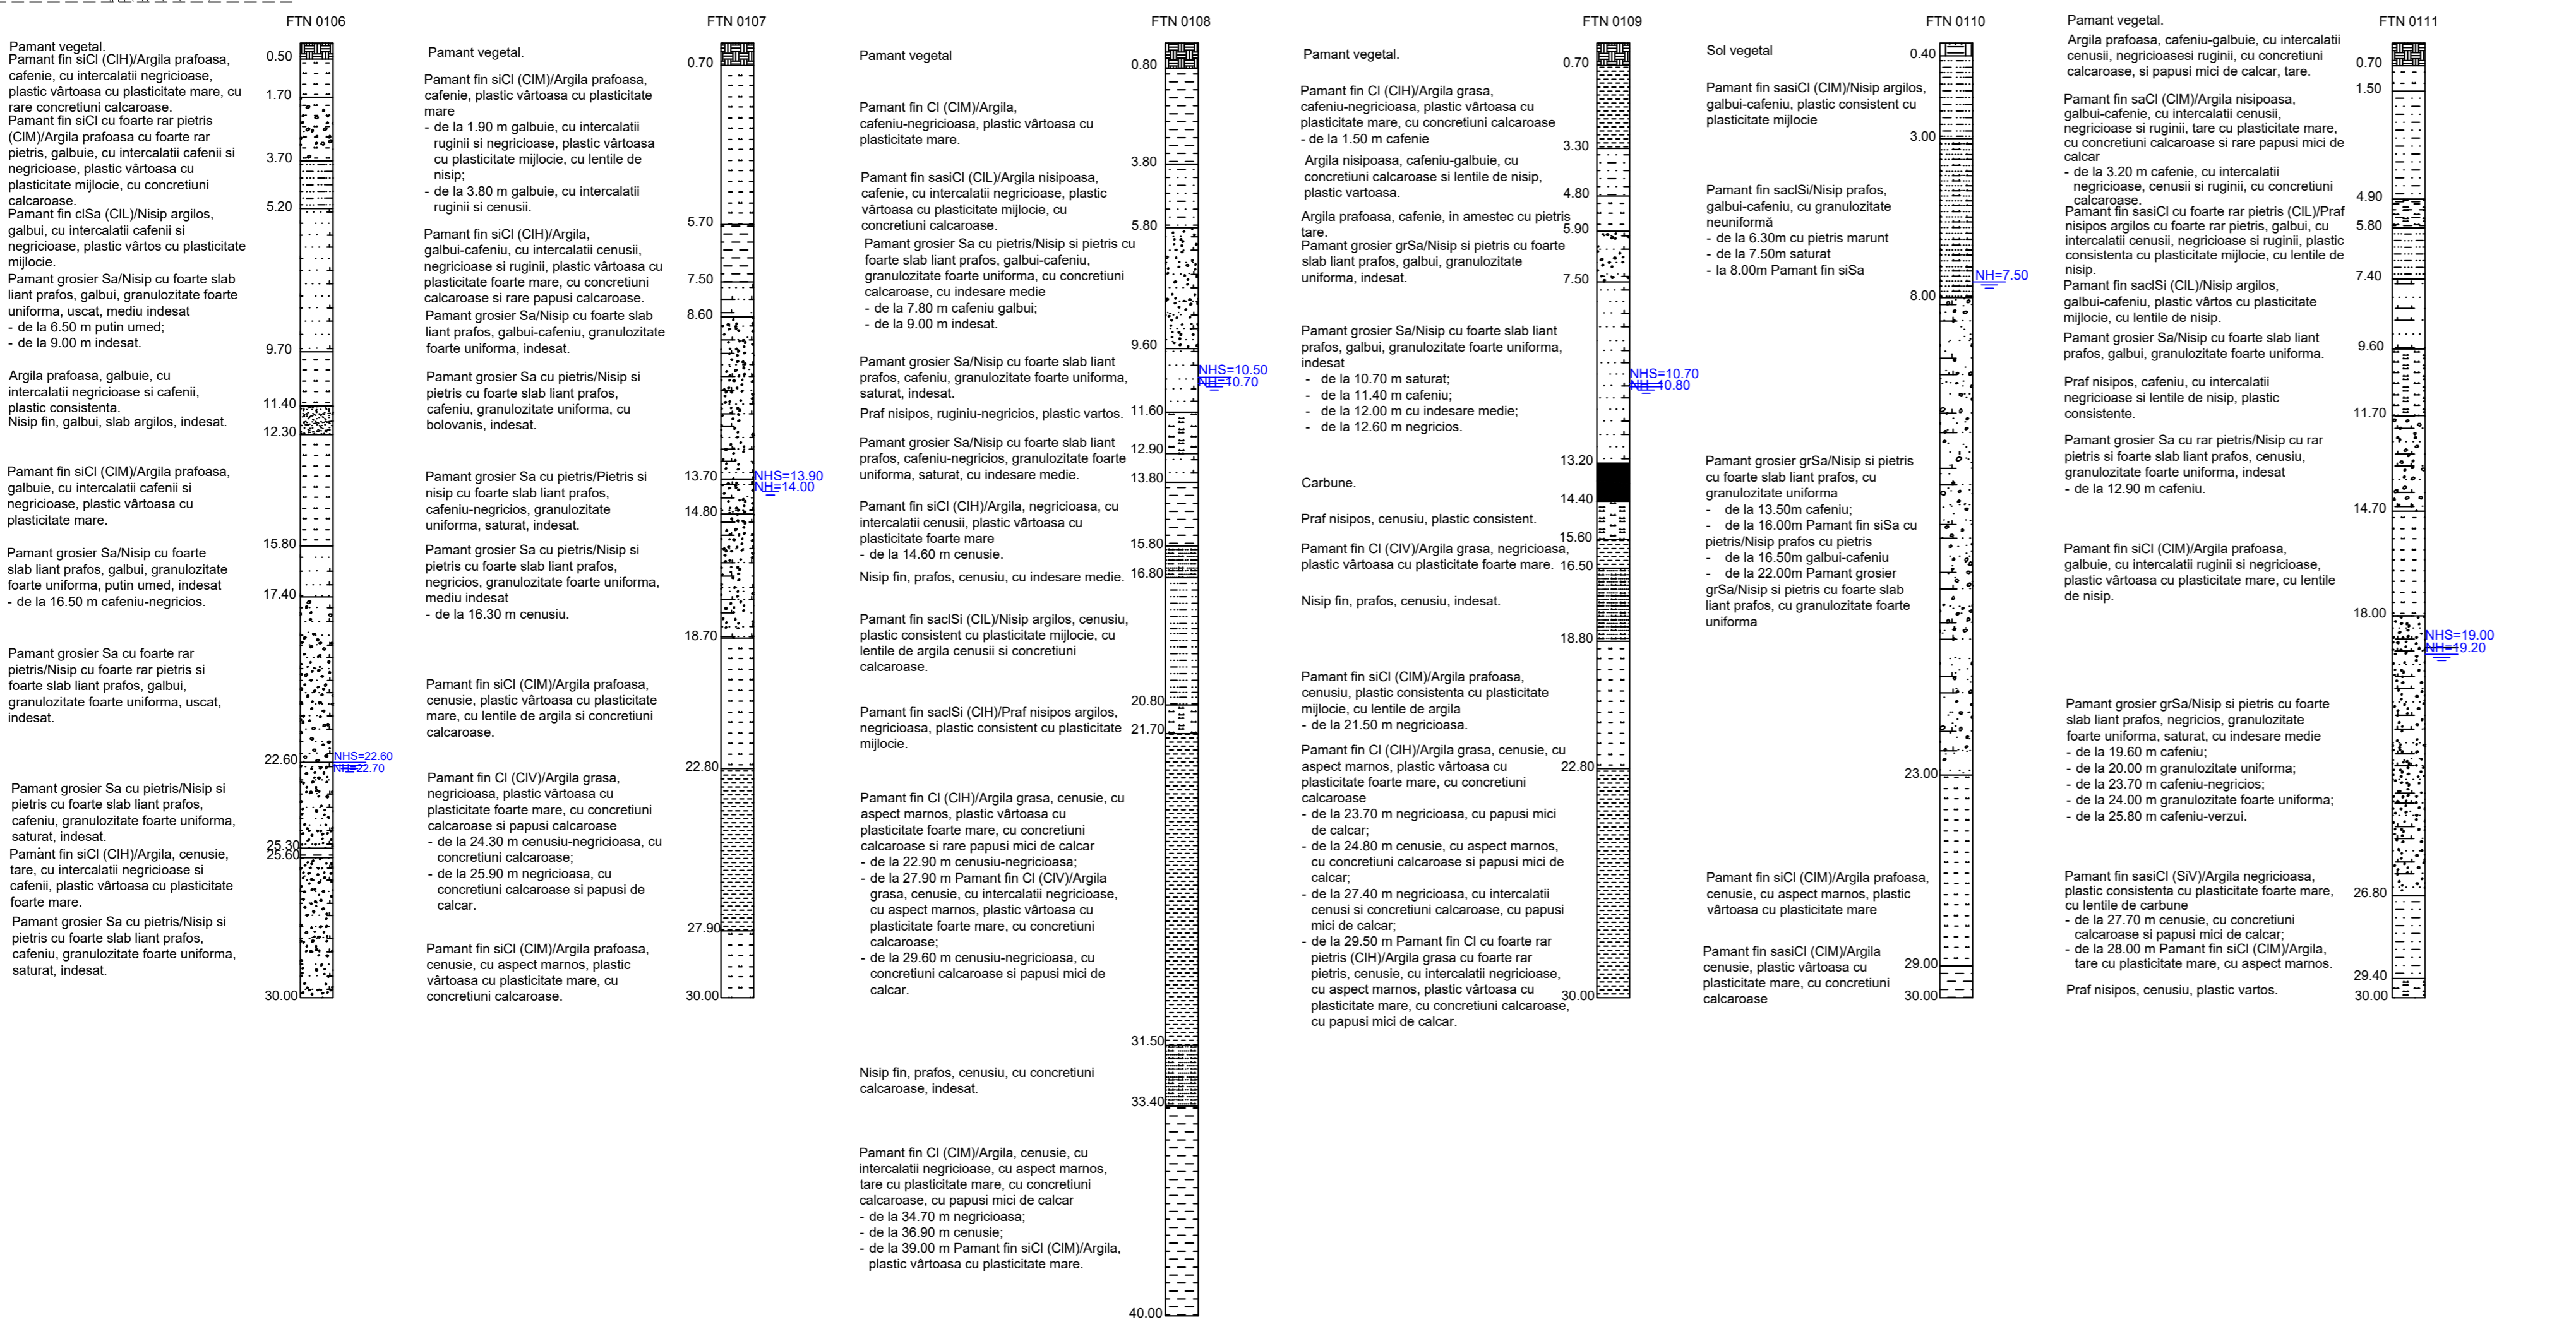 FTN 0106
Pamant vegetal.
Pamant fin siCl (ClH)/Argila prafoasa,
cafenie, cu intercalatii negricioase,
plastic vârtoasa cu plasticitate mare, cu
rare concretiuni calcaroase.
Pamant fin siCl cu foarte rar pietris
(ClM)/Argila prafoasa cu foarte rar
pietris, galbuie, cu intercalatii cafenii si
negricioase, plastic vârtoasa cu
plasticitate mijlocie, cu concretiuni
calcaroase.
Pamant fin clSa (ClL)/Nisip argilos,
galbui, cu intercalatii cafenii si
negricioase, plastic vârtos cu plasticitate
mijlocie.
Pamant grosier Sa/Nisip cu foarte slab
liant prafos, galbui, granulozitate foarte
uniforma, uscat, mediu indesat
- de la 6.50 m putin umed;
- de la 9.00 m indesat.
Argila prafoasa, galbuie, cu
intercalatii negricioase si cafenii,
plastic consistenta.
Nisip fin, galbui, slab argilos, indesat.
Pamant fin siCl (ClM)/Argila prafoasa,
galbuie, cu intercalatii cafenii si
negricioase, plastic vârtoasa cu
plasticitate mare.
Pamant grosier Sa/Nisip cu foarte
slab liant prafos, galbui, granulozitate
foarte uniforma, putin umed, indesat
- de la 16.50 m cafeniu-negricios.
Pamant grosier Sa cu foarte rar
pietris/Nisip cu foarte rar pietris si
foarte slab liant prafos, galbui,
granulozitate foarte uniforma, uscat,
indesat.
Pamant grosier Sa cu pietris/Nisip si
pietris cu foarte slab liant prafos,
cafeniu, granulozitate foarte uniforma,
saturat, indesat.
Pamant fin siCl (ClH)/Argila, cenusie,
tare, cu intercalatii negricioase si
cafenii, plastic vârtoasa cu plasticitate
foarte mare.
Pamant grosier Sa cu pietris/Nisip si
pietris cu foarte slab liant prafos,
cafeniu, granulozitate foarte uniforma,
saturat, indesat.
0.50
1.70
3.70
5.20
9.70
11.40
12.30
15.80
17.40
22.60
25.30
25.60
30.00
NHS=22.60
NH=22.70
FTN 0107
Pamant vegetal.
Pamant fin siCl (ClM)/Argila prafoasa,
cafenie, plastic vârtoasa cu plasticitate
mare
- de la 1.90 m galbuie, cu intercalatii
ruginii si negricioase, plastic vârtoasa
cu plasticitate mijlocie, cu lentile de
nisip;
- de la 3.80 galbuie, cu intercalatii
ruginii si cenusii.
Pamant fin siCl (ClH)/Argila,
galbui-cafeniu, cu intercalatii cenusii,
negricioase si ruginii, plastic vârtoasa cu
plasticitate foarte mare, cu concretiuni
calcaroase si rare papusi calcaroase.
Pamant grosier Sa/Nisip cu foarte slab
liant prafos, galbui-cafeniu, granulozitate
foarte uniforma, indesat.
Pamant grosier Sa cu pietris/Nisip si
pietris cu foarte slab liant prafos,
cafeniu, granulozitate uniforma, cu
bolovanis, indesat.
Pamant grosier Sa cu pietris/Pietris si
nisip cu foarte slab liant prafos,
cafeniu-negricios, granulozitate
uniforma, saturat, indesat.
Pamant grosier Sa cu pietris/Nisip si
pietris cu foarte slab liant prafos,
negricios, granulozitate foarte uniforma,
mediu indesat
- de la 16.30 m cenusiu.
Pamant fin siCl (ClM)/Argila prafoasa,
cenusie, plastic vârtoasa cu plasticitate
mare, cu lentile de argila si concretiuni
calcaroase.
Pamant fin Cl (ClV)/Argila grasa,
negricioasa, plastic vârtoasa cu
plasticitate foarte mare, cu concretiuni
calcaroase si papusi calcaroase
- de la 24.30 m cenusiu-negricioasa, cu
concretiuni calcaroase;
- de la 25.90 m negricioasa, cu
concretiuni calcaroase si papusi de
calcar.
Pamant fin siCl (ClM)/Argila prafoasa,
cenusie, cu aspect marnos, plastic
vârtoasa cu plasticitate mare, cu
concretiuni calcaroase.
0.70
5.70
7.50
8.60
13.70
14.80
18.70
22.80
27.90
30.00
NHS=13.90
NH=14.00
FTN 0108
Pamant vegetal
Pamant fin Cl (ClM)/Argila,
cafeniu-negricioasa, plastic vârtoasa cu
plasticitate mare.
Pamant fin sasiCl (ClL)/Argila nisipoasa,
cafenie, cu intercalatii negricioase, plastic
vârtoasa cu plasticitate mijlocie, cu
concretiuni calcaroase.
Pamant grosier Sa cu pietris/Nisip si pietris cu
foarte slab liant prafos, galbui-cafeniu,
granulozitate foarte uniforma, cu concretiuni
calcaroase, cu indesare medie
- de la 7.80 m cafeniu galbui;
- de la 9.00 m indesat.
Pamant grosier Sa/Nisip cu foarte slab liant
prafos, cafeniu, granulozitate foarte uniforma,
saturat, indesat.
Praf nisipos, ruginiu-negricios, plastic vartos.
Pamant grosier Sa/Nisip cu foarte slab liant
prafos, cafeniu-negricios, granulozitate foarte
uniforma, saturat, cu indesare medie.
Pamant fin siCl (ClH)/Argila, negricioasa, cu
intercalatii cenusii, plastic vârtoasa cu
plasticitate foarte mare
- de la 14.60 m cenusie.
Nisip fin, prafos, cenusiu, cu indesare medie.
Pamant fin saclSi (ClL)/Nisip argilos, cenusiu,
plastic consistent cu plasticitate mijlocie, cu
lentile de argila cenusii si concretiuni
calcaroase.
Pamant fin saclSi (ClH)/Praf nisipos argilos,
negricioasa, plastic consistent cu plasticitate
mijlocie.
Pamant fin Cl (ClH)/Argila grasa, cenusie, cu
aspect marnos, plastic vârtoasa cu
plasticitate foarte mare, cu concretiuni
calcaroase si rare papusi mici de calcar
- de la 22.90 m cenusiu-negricioasa;
- de la 27.90 m Pamant fin Cl (ClV)/Argila
grasa, cenusie, cu intercalatii negricioase,
cu aspect marnos, plastic vârtoasa cu
plasticitate foarte mare, cu concretiuni
calcaroase;
- de la 29.60 m cenusiu-negricioasa, cu
concretiuni calcaroase si papusi mici de
calcar.
Nisip fin, prafos, cenusiu, cu concretiuni
calcaroase, indesat.
Pamant fin Cl (ClM)/Argila, cenusie, cu
intercalatii negricioase, cu aspect marnos,
tare cu plasticitate mare, cu concretiuni
calcaroase, cu papusi mici de calcar
- de la 34.70 m negricioasa;
- de la 36.90 m cenusie;
- de la 39.00 m Pamant fin siCl (ClM)/Argila,
plastic vârtoasa cu plasticitate mare.
0.80
3.80
5.80
9.60
11.60
12.90
13.80
15.80
16.80
20.80
21.70
31.50
33.40
40.00
NHS=10.50
NH=10.70
FTN 0109
Pamant vegetal.
Pamant fin Cl (ClH)/Argila grasa,
cafeniu-negricioasa, plastic vârtoasa cu
plasticitate mare, cu concretiuni calcaroase
- de la 1.50 m cafenie
Argila nisipoasa, cafeniu-galbuie, cu
concretiuni calcaroase si lentile de nisip,
plastic vartoasa.
Argila prafoasa, cafenie, in amestec cu pietris
tare.
Pamant grosier grSa/Nisip si pietris cu foarte
slab liant prafos, galbui, granulozitate
uniforma, indesat.
Pamant grosier Sa/Nisip cu foarte slab liant
prafos, galbui, granulozitate foarte uniforma,
indesat
- de la 10.70 m saturat;
- de la 11.40 m cafeniu;
- de la 12.00 m cu indesare medie;
- de la 12.60 m negricios.
Carbune.
Praf nisipos, cenusiu, plastic consistent.
Pamant fin Cl (ClV)/Argila grasa, negricioasa,
plastic vârtoasa cu plasticitate foarte mare.
Nisip fin, prafos, cenusiu, indesat.
Pamant fin siCl (ClM)/Argila prafoasa,
cenusiu, plastic consistenta cu plasticitate
mijlocie, cu lentile de argila
- de la 21.50 m negricioasa.
Pamant fin Cl (ClH)/Argila grasa, cenusie, cu
aspect marnos, plastic vârtoasa cu
plasticitate foarte mare, cu concretiuni
calcaroase
- de la 23.70 m negricioasa, cu papusi mici
de calcar;
- de la 24.80 m cenusie, cu aspect marnos,
cu concretiuni calcaroase si papusi mici de
calcar;
- de la 27.40 m negricioasa, cu intercalatii
cenusi si concretiuni calcaroase, cu papusi
mici de calcar;
- de la 29.50 m Pamant fin Cl cu foarte rar
pietris (ClH)/Argila grasa cu foarte rar
pietris, cenusie, cu intercalatii negricioase,
cu aspect marnos, plastic vârtoasa cu
plasticitate mare, cu concretiuni calcaroase,
cu papusi mici de calcar.
0.70
3.30
4.80
5.90
7.50
13.20
14.40
15.60
16.50
18.80
22.80
30.00
NHS=10.70
NH=10.80
FTN 0110
Sol vegetal
Pamant fin sasiCl (ClM)/Nisip argilos,
galbui-cafeniu, plastic consistent cu
plasticitate mijlocie
Pamant fin saclSi/Nisip prafos,
galbui-cafeniu, cu granulozitate
neuniformă
- de la 6.30m cu pietris marunt
- de la 7.50m saturat
- la 8.00m Pamant fin siSa
Pamant grosier grSa/Nisip si pietris
cu foarte slab liant prafos, cu
granulozitate uniforma
- de la 13.50m cafeniu;
- de la 16.00m Pamant fin siSa cu
pietris/Nisip prafos cu pietris
- de la 16.50m galbui-cafeniu
- de la 22.00m Pamant grosier
grSa/Nisip si pietris cu foarte slab
liant prafos, cu granulozitate foarte
uniforma
Pamant fin siCl (ClM)/Argila prafoasa,
cenusie, cu aspect marnos, plastic
vârtoasa cu plasticitate mare
Pamant fin sasiCl (ClM)/Argila
cenusie, plastic vârtoasa cu
plasticitate mare, cu concretiuni
calcaroase
0.40
3.00
8.00
23.00
29.00
30.00
NH=7.50
FTN 0111
Pamant vegetal.
Argila prafoasa, cafeniu-galbuie, cu intercalatii
cenusii, negricioasesi ruginii, cu concretiuni
calcaroase, si papusi mici de calcar, tare.
Pamant fin saCl (ClM)/Argila nisipoasa,
galbui-cafenie, cu intercalatii cenusii,
negricioase si ruginii, tare cu plasticitate mare,
cu concretiuni calcaroase si rare papusi mici de
calcar
- de la 3.20 m cafenie, cu intercalatii
negricioase, cenusii si ruginii, cu concretiuni
calcaroase.
Pamant fin sasiCl cu foarte rar pietris (ClL)/Praf
nisipos argilos cu foarte rar pietris, galbui, cu
intercalatii cenusii, negricioase si ruginii, plastic
consistenta cu plasticitate mijlocie, cu lentile de
nisip.
Pamant fin saclSi (ClL)/Nisip argilos,
galbui-cafeniu, plastic vârtos cu plasticitate
mijlocie, cu lentile de nisip.
Pamant grosier Sa/Nisip cu foarte slab liant
prafos, galbui, granulozitate foarte uniforma.
Praf nisipos, cafeniu, cu intercalatii
negricioase si lentile de nisip, plastic
consistente.
Pamant grosier Sa cu rar pietris/Nisip cu rar
pietris si foarte slab liant prafos, cenusiu,
granulozitate foarte uniforma, indesat
- de la 12.90 m cafeniu.
Pamant fin siCl (ClM)/Argila prafoasa,
galbuie, cu intercalatii ruginii si negricioase,
plastic vârtoasa cu plasticitate mare, cu lentile
de nisip.
Pamant grosier grSa/Nisip si pietris cu foarte
slab liant prafos, negricios, granulozitate
foarte uniforma, saturat, cu indesare medie
- de la 19.60 m cafeniu;
- de la 20.00 m granulozitate uniforma;
- de la 23.70 m cafeniu-negricios;
- de la 24.00 m granulozitate foarte uniforma;
- de la 25.80 m cafeniu-verzui.
Pamant fin sasiCl (SiV)/Argila negricioasa,
plastic consistenta cu plasticitate foarte mare,
cu lentile de carbune
- de la 27.70 m cenusie, cu concretiuni
calcaroase si papusi mici de calcar;
- de la 28.00 m Pamant fin siCl (ClM)/Argila,
tare cu plasticitate mare, cu aspect marnos.
Praf nisipos, cenusiu, plastic vartos.
0.70
1.50
4.90
5.80
7.40
9.60
11.70
14.70
18.00
26.80
29.40
30.00
NHS=19.00
NH=19.20